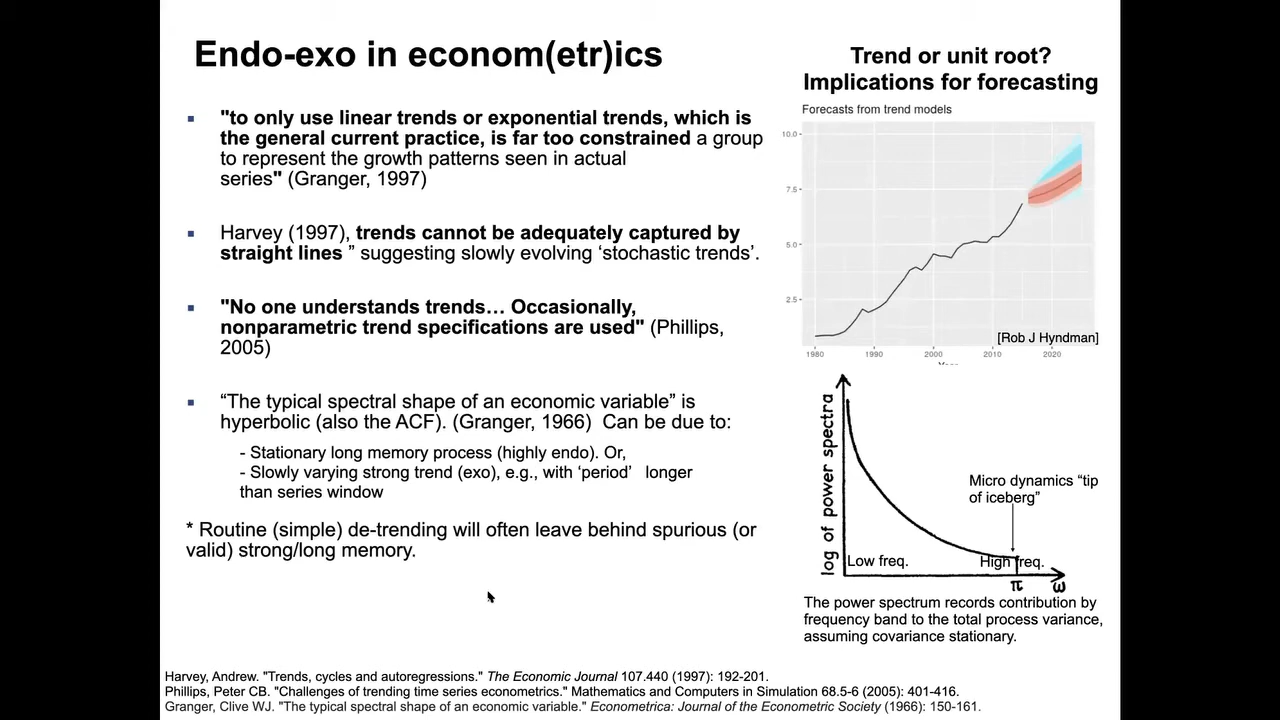 Endo-exo in econom(etr)ics
"to only use linear trends or exponential trends, which is
the general current practice, is far too constrained a group
to represent the growth patterns seen in actual
series" (Granger, 1997)
Harvey (1997), trends cannot be adequately captured by
straight lines ” suggesting slowly evolving ‘stochastic trends’.
"No one understands trends… Occasionally,
nonparametric trend specifications are used" (Phillips,
2005)
“The typical spectral shape of an economic variable” is
hyperbolic (also the ACF). (Granger, 1966) Can be due to:
- Stationary long memory process (highly endo). Or,
- Slowly varying strong trend (exo), e.g., with ‘period’ longer
than series window
* Routine (simple) de-trending will often leave behind spurious (or
valid) strong/long memory.
Trend or unit root?
Implications for forecasting
Forecasts from trend models
10.0
7.5
5.0
2.5
[Rob J Hyndman]
1980 1990 2000 2010 2020
log of power spectra
Micro dynamics “tip
of iceberg”
Low freq. High freq.
π ω
The power spectrum records contribution by
frequency band to the total process variance,
assuming covariance stationary.
Harvey, Andrew. "Trends, cycles and autoregressions." The Economic Journal 107.440 (1997): 192-201.
Phillips, Peter CB. "Challenges of trending time series econometrics." Mathematics and Computers in Simulation 68.5-6 (2005): 401-416.
Granger, Clive WJ. "The typical spectral shape of an economic variable." Econometrica: Journal of the Econometric Society (1966): 150-161.